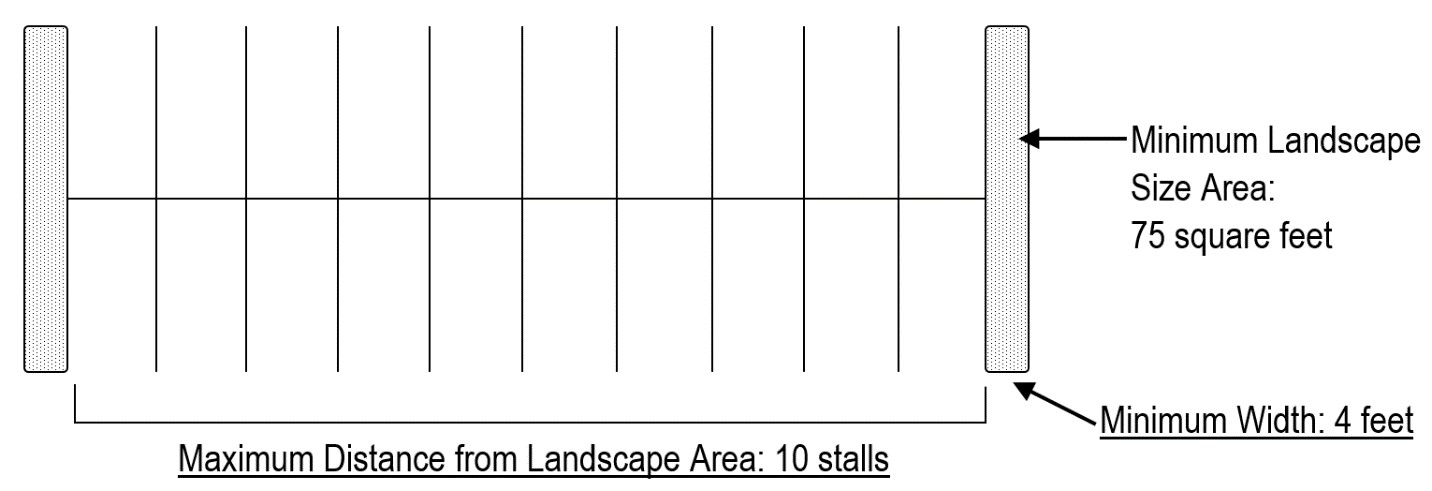 Minimum Landscape
Size Area:
75 square feet
Minimum Width: 4 feet
Maximum Distance from Landscape Area: 10 stalls